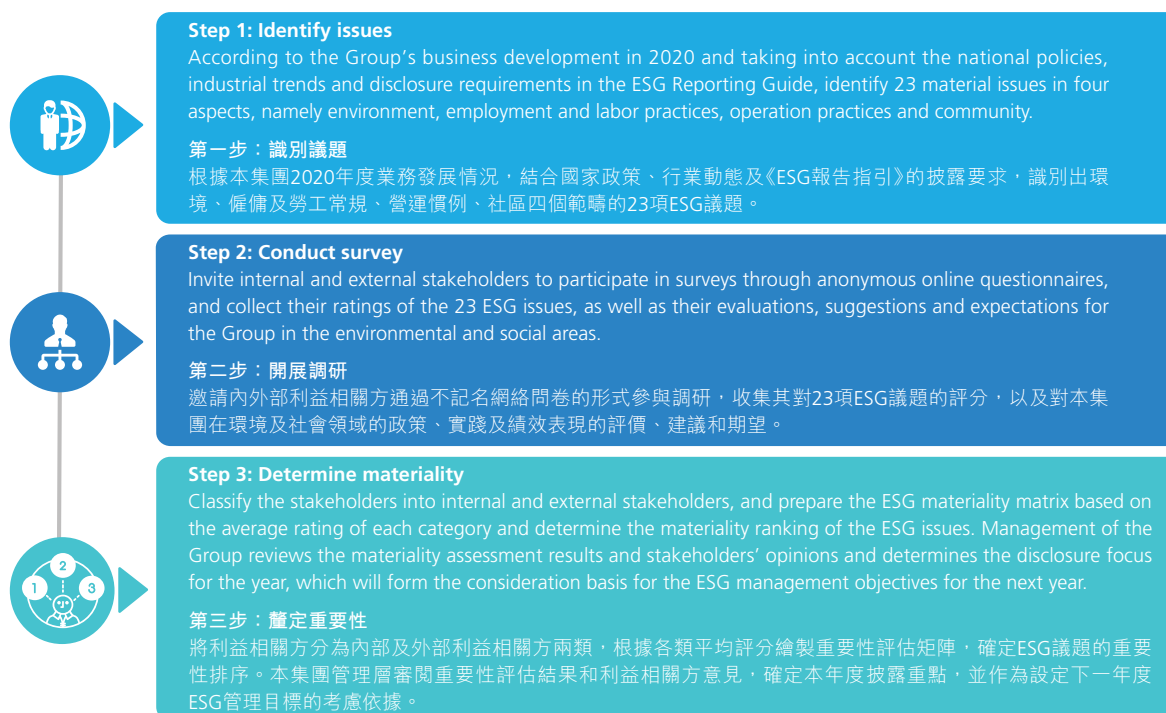 Step 1: Identify issues
According to the Group's business development in 2020 and taking into account the national policies,
industrial trends and disclosure requirements in the ESG Reporting Guide, identify 23 material issues in four
aspects, namely environment, employment and labor practices, operation practices and community.
第一步：識別議題
根據本集團2020年度業務發展情況，結合國家政策、行業動態及《ESG報告指引》的披露要求，識別出環
境、僱傭及勞工常規、營運慣例、社區四個範疇的23項ESG議題。
Step 2: Conduct survey
Invite internal and external stakeholders to participate in surveys through anonymous online questionnaires,
and collect their ratings of the 23 ESG issues, as well as their evaluations, suggestions and expectations for
the Group in the environmental and social areas.
第二步：開展調研
邀請內外部利益相關方通過不記名網絡問卷的形式參與調研，收集其對23項ESG議題的評分，以及對本集
團在環境及社會領域的政策、實踐及績效表現的評價、建議和期望。
Step 3: Determine materiality
Classify the stakeholders into internal and external stakeholders, and prepare the ESG materiality matrix based on
the average rating of each category and determine the materiality ranking of the ESG issues. Management of the
Group reviews the materiality assessment results and stakeholders' opinions and determines the disclosure focus
for the year, which will form the consideration basis for the ESG management objectives for the next year.
1
2
3
第三步：釐定重要性
將利益相關方分為內部及外部利益相關方兩類，根據各類平均評分繪製重要性評估矩陣，確定ESG議題的重要
性排序。本集團管理層審閱重要性評估結果和利益相關方意見，確定本年度披露重點，並作為設定下一年度
ESG管理目標的考慮依據。